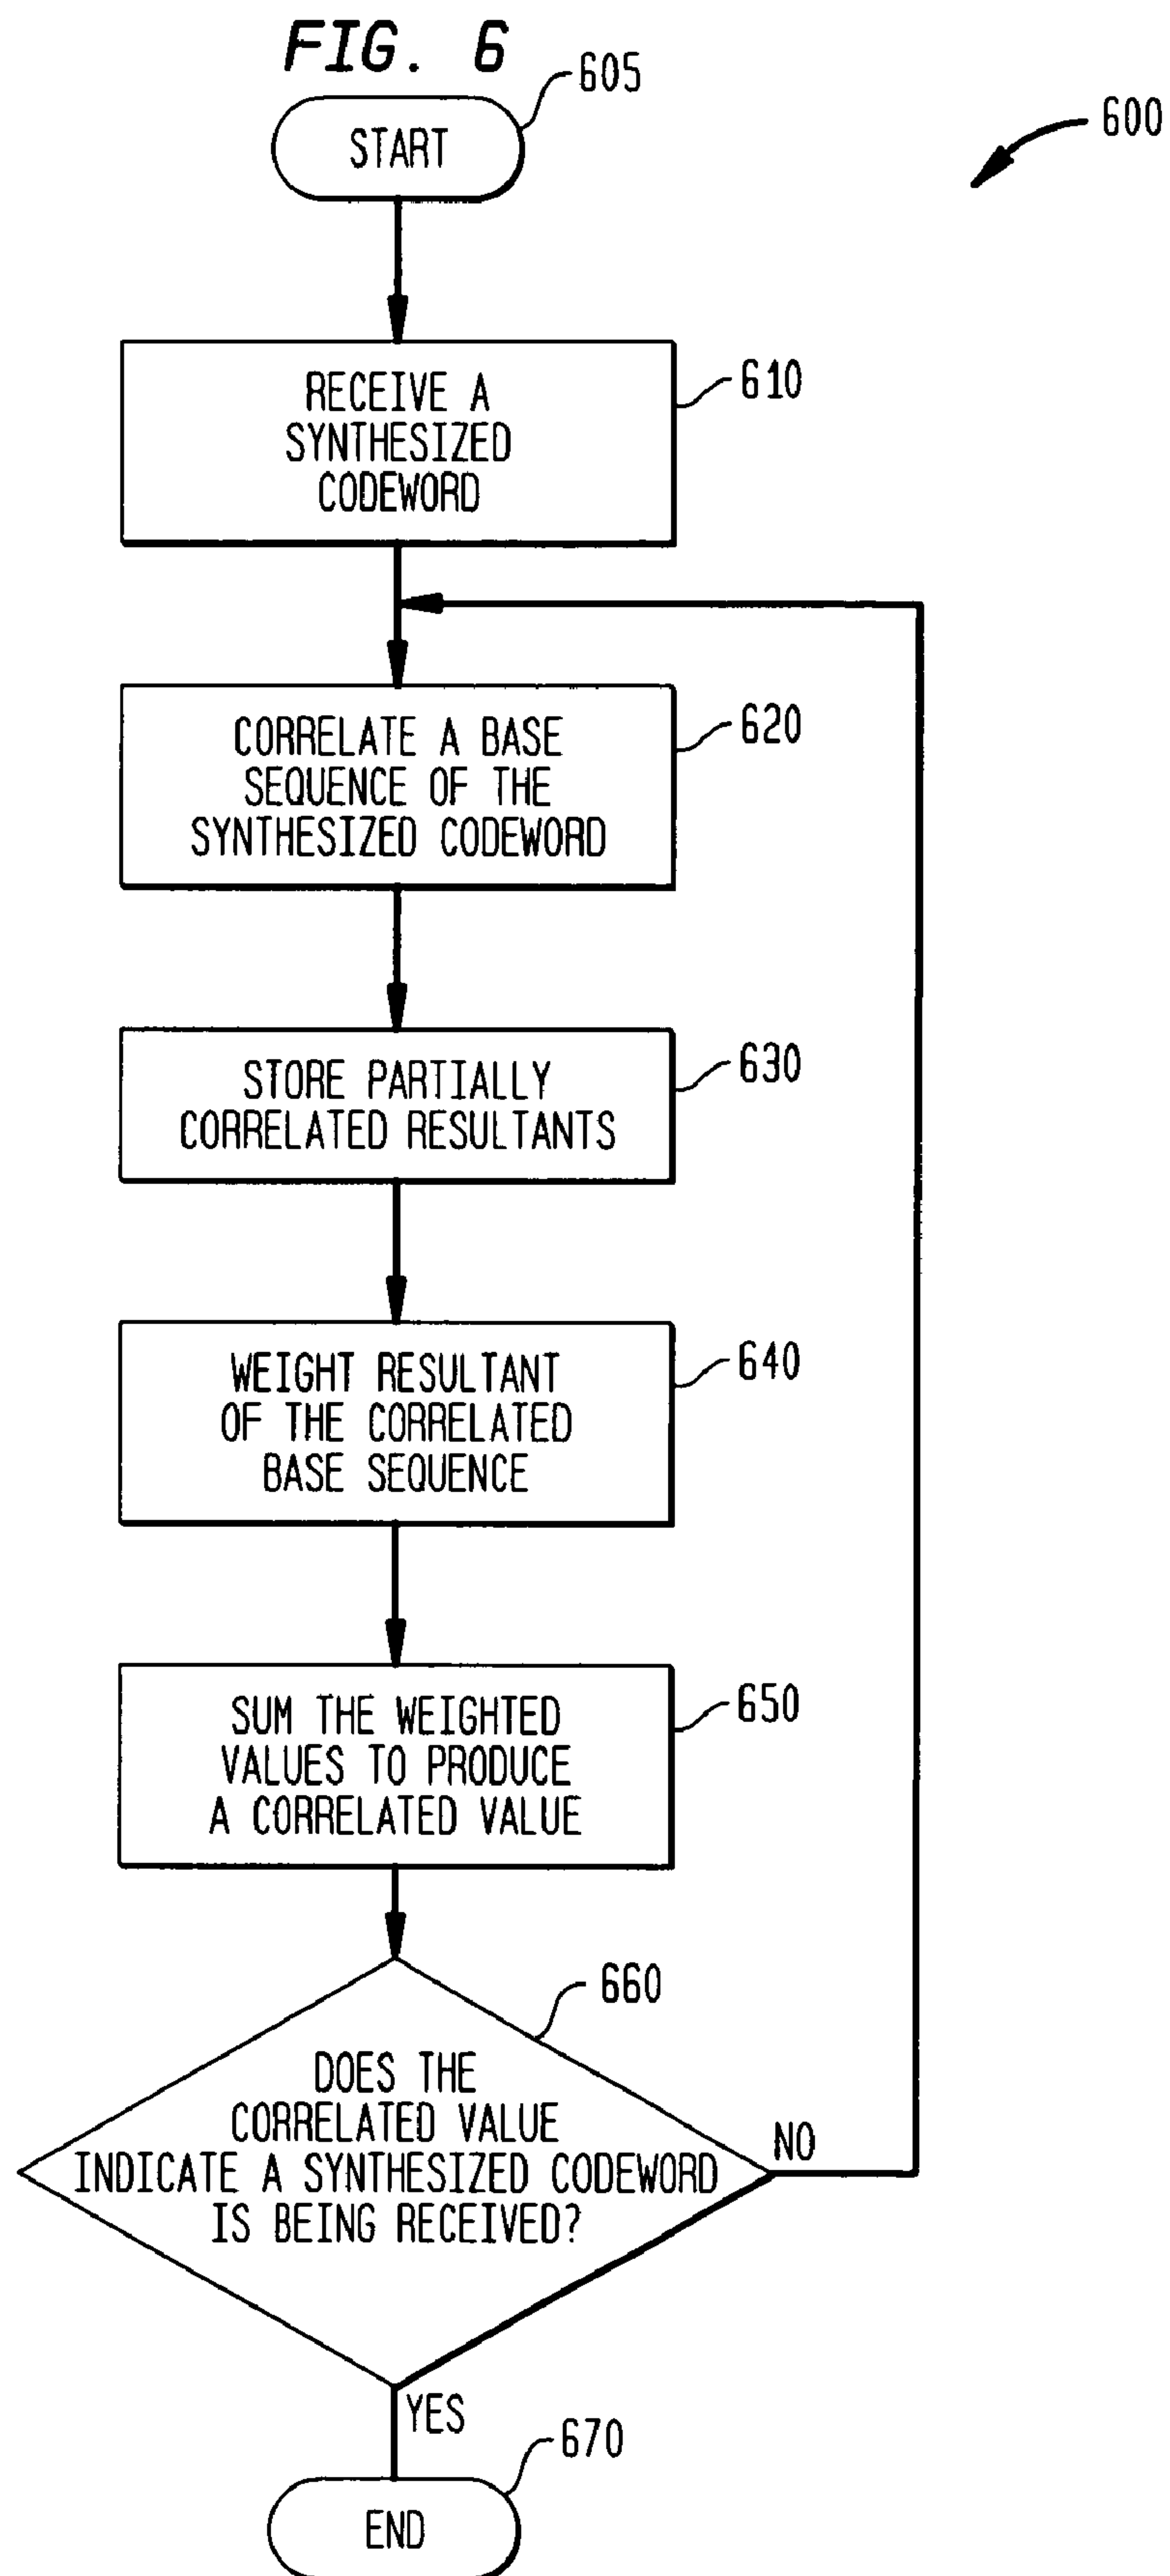 FIG. 6
605
START
600
RECEIVE A
SYNTHESIZED
CODEWORD
610
CORRELATE A BASE
SEQUENCE OF THE
SYNTHESIZED CODEWORD
620
STORE PARTIALLY
CORRELATED RESULTANTS
630
WEIGHT RESULTANT
OF THE CORRELATED
BASE SEQUENCE
640
SUM THE WEIGHTED
VALUES TO PRODUCE
A CORRELATED VALUE
650
660
DOES THE
CORRELATED VALUE
INDICATE A SYNTHESIZED CODEWORD
IS BEING RECEIVED?
NO
YES
670
END